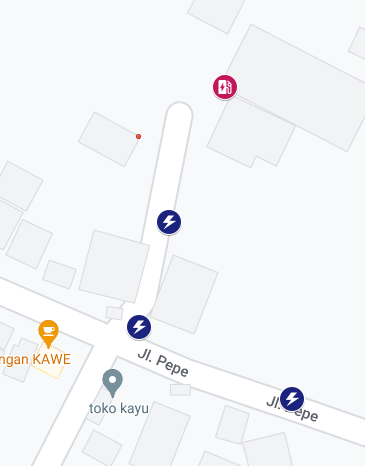 ngan KAWE
Jl. Pepe
toko kayu
Jl. Pepe